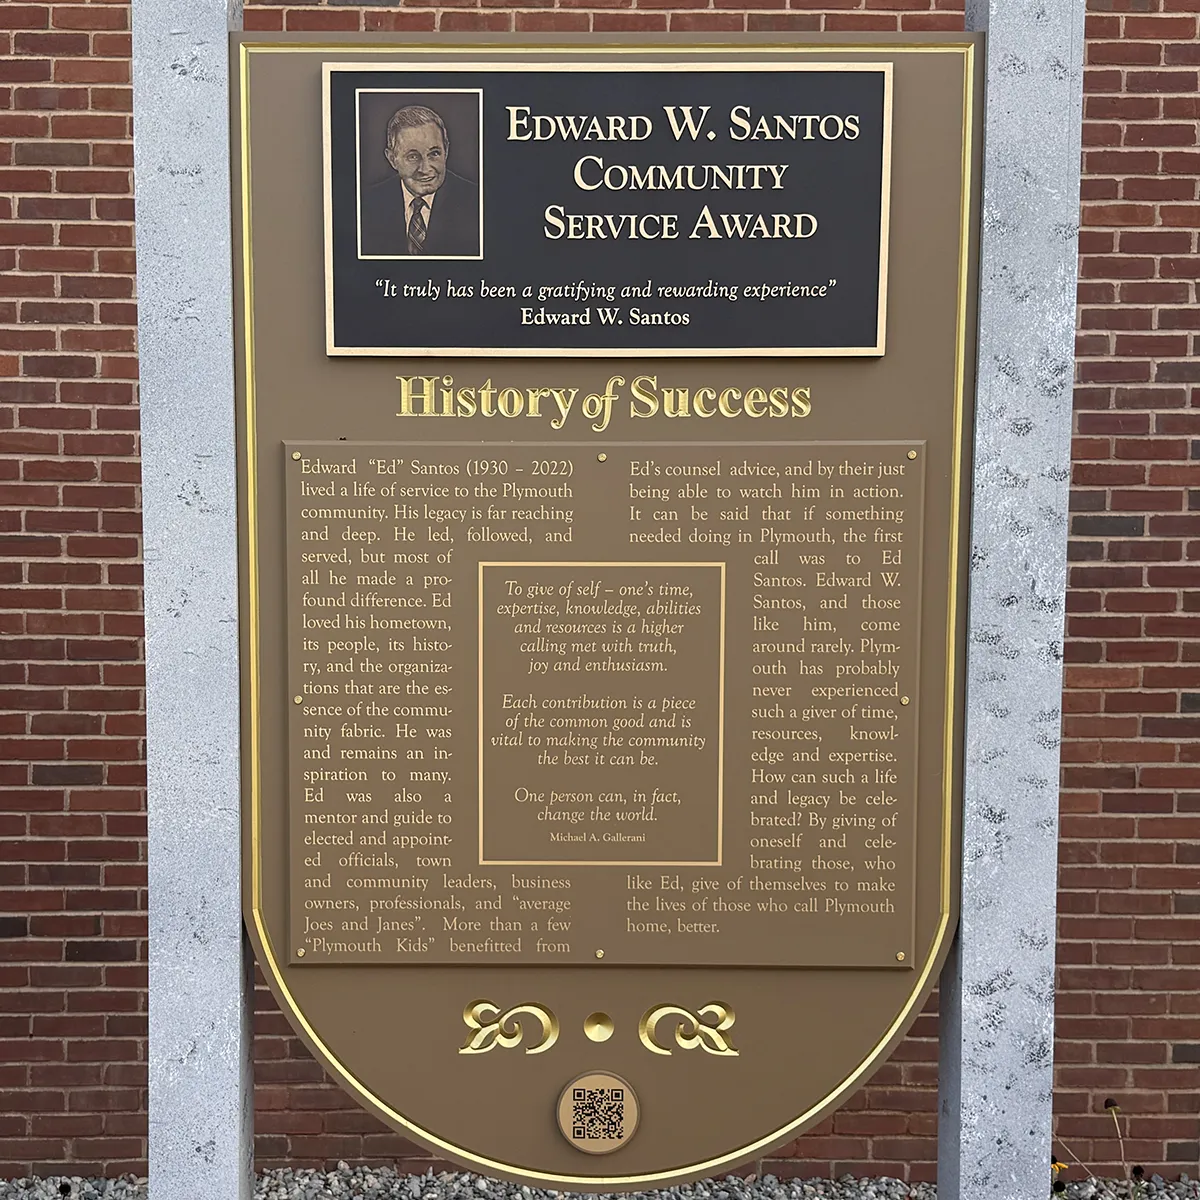 EDWARD W. SANTOS
COMMUNITY
SERVICE AWARD
“It truly has been a gratifying and rewarding experience”
Edward W. Santos
History of Success
Edward “Ed” Santos (1930 – 2022)
lived a life of service to the Plymouth
community. His legacy is far reaching
and deep. He led, followed, and
served, but most of
all he made a pro-
found difference. Ed
loved his hometown,
its people, its histo-
ry, and the organiza-
tions that are the es-
sence of the commu-
nity fabric. He was
and remains an in-
spiration to many.
Ed was also a
mentor and guide to
elected and appoint-
ed officials, town
and community leaders, business
owners, professionals, and “average
Joes and Janes”. More than a few
“Plymouth Kids” benefitted from
To give of self – one’s time,
expertise, knowledge, abilities
and resources is a higher
calling met with truth,
joy and enthusiasm.
Each contribution is a piece
of the common good and is
vital to making the community
the best it can be.
One person can, in fact,
change the world.
Michael A. Gallerani
Ed’s counsel advice, and by their just
being able to watch him in action.
It can be said that if something
needed doing in Plymouth, the first
call was to Ed
Santos. Edward W.
Santos, and those
like him, come
around rarely. Plym-
outh has probably
never experienced
such a giver of time,
resources, knowl-
edge and expertise.
How can such a life
and legacy be cele-
brated? By giving of
oneself and cele-
brating those, who
like Ed, give of themselves to make
the lives of those who call Plymouth
home, better.